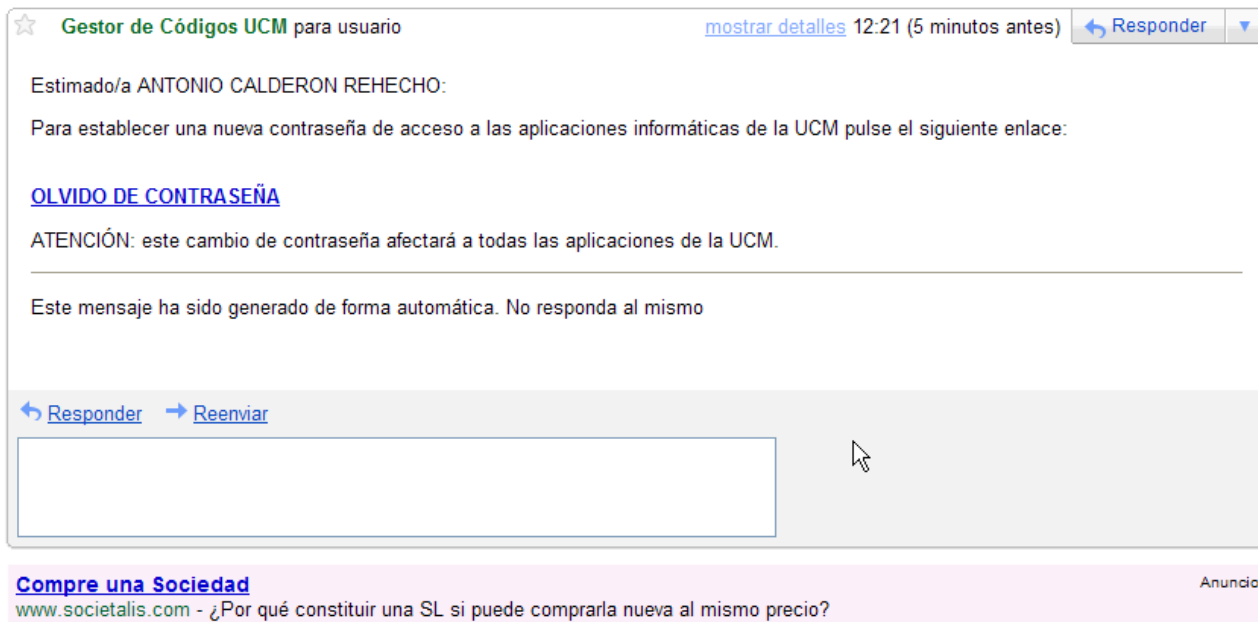 Gestor de Códigos UCM para usuario mostrar detalles 12:21 (5 minutos antes) Responder
Estimado/a ANTONIO CALDERON REHECHO:
Para establecer una nueva contraseña de acceso a las aplicaciones informáticas de la UCM pulse el siguiente enlace:
OLVIDO DE CONTRASEÑA
ATENCIÓN: este cambio de contraseña afectará a todas las aplicaciones de la UCM.
Este mensaje ha sido generado de forma automática. No responda al mismo
Responder Reenviar
Compre una Sociedad Anuncio
www.societalis.com - ¿Por qué constituir una SL si puede comprarla nueva al mismo precio?